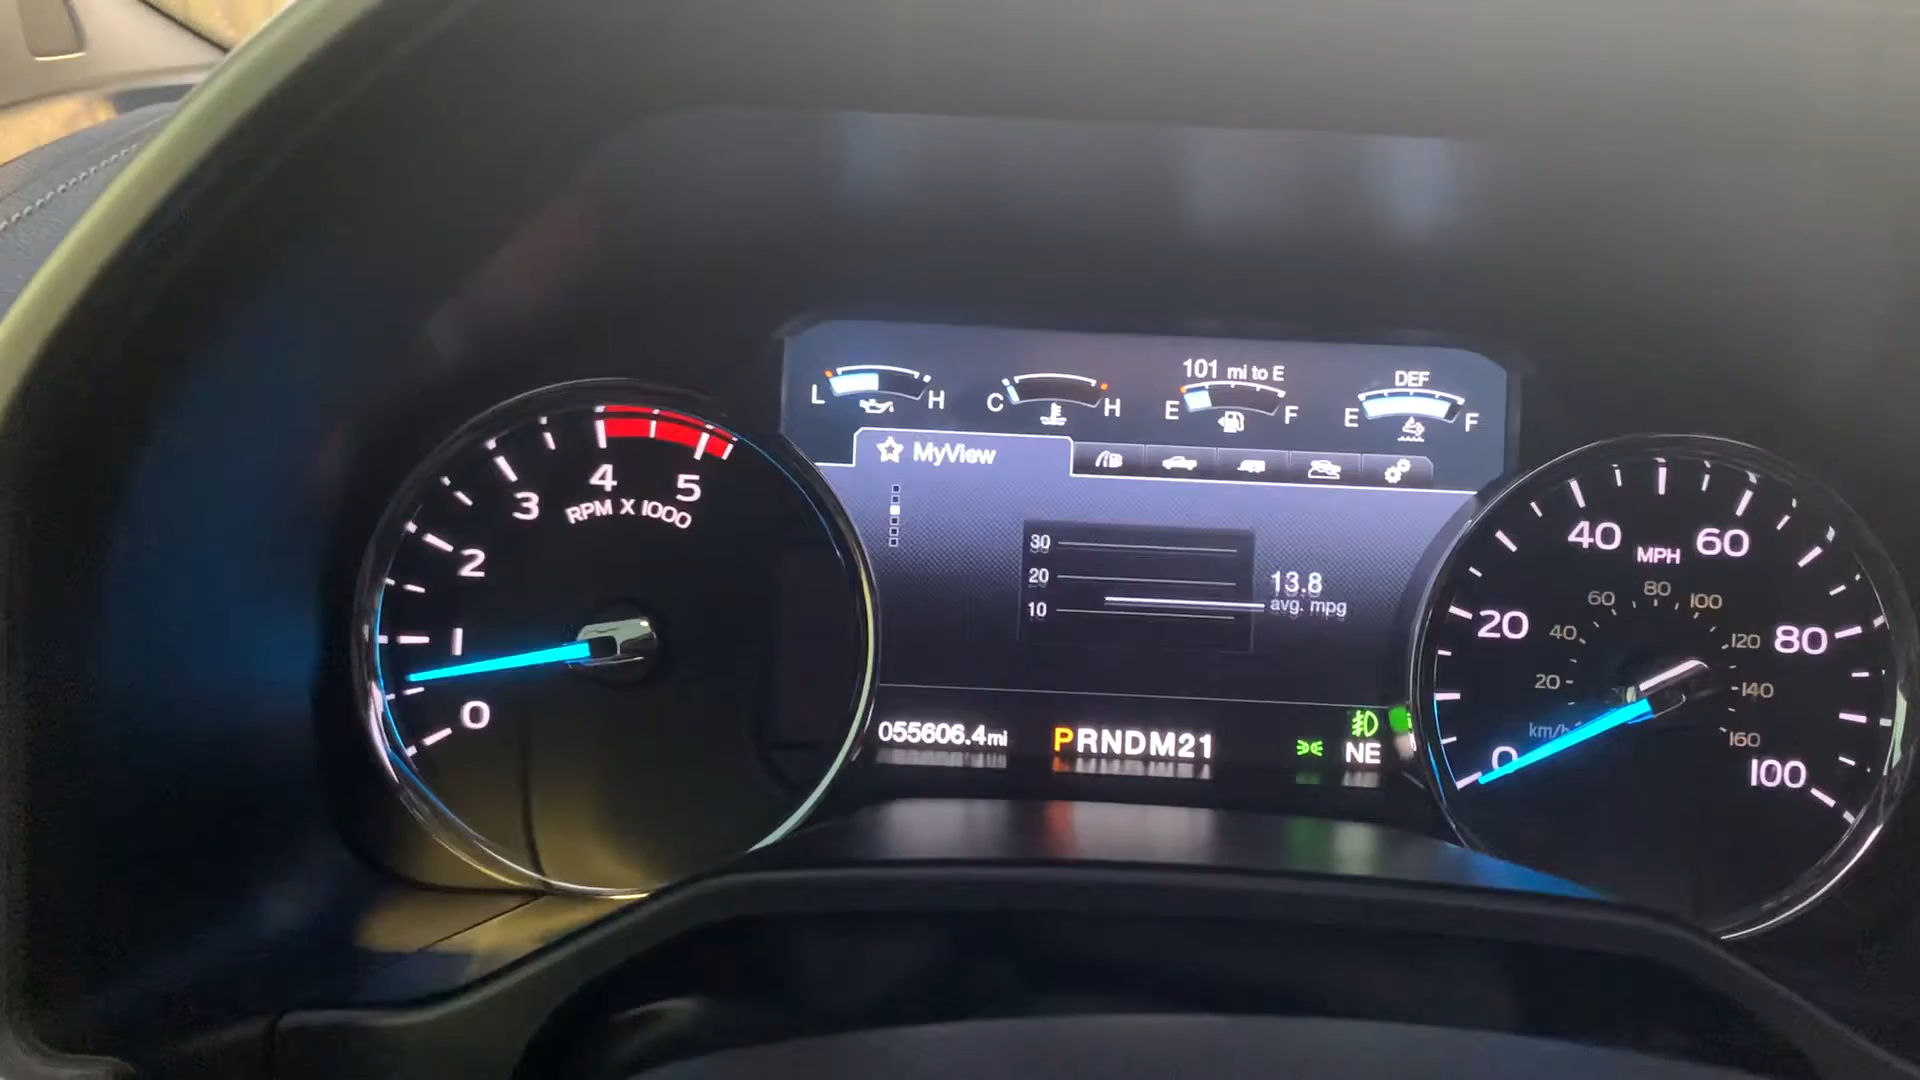 101 mi to E
DEF
L H
C H
E F
E F
MyView
30
20
10
13.8
avg. mpg
055606.4mi
PRNDM21
NE
0
1
2
3
4
5
RPM X 1000
0
20
40
60
80
100
MPH
20
40
60
80
100
120
140
160
km/h